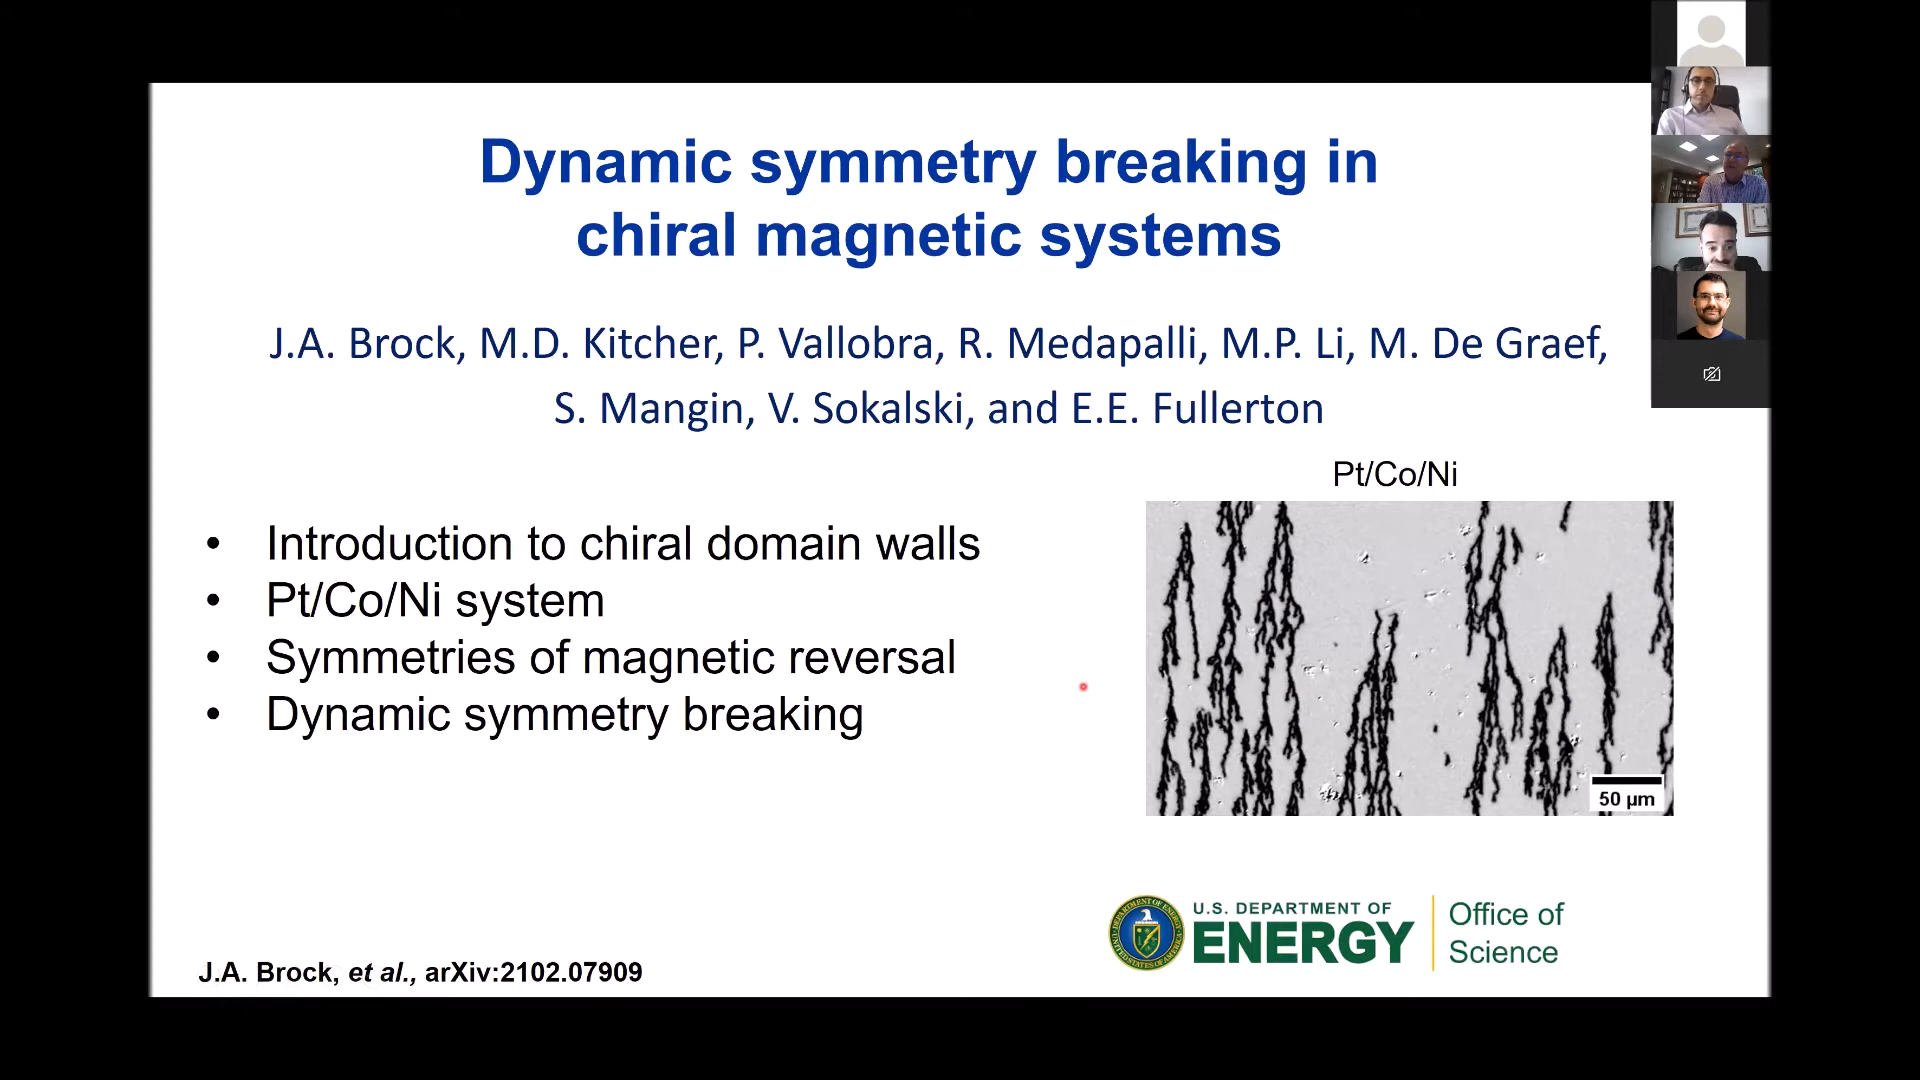 Dynamic symmetry breaking in
chiral magnetic systems
J.A. Brock, M.D. Kitcher, P. Vallobra, R. Medapalli, M.P. Li, M. De Graef,
S. Mangin, V. Sokalski, and E.E. Fullerton
Pt/Co/Ni
• Introduction to chiral domain walls
• Pt/Co/Ni system
• Symmetries of magnetic reversal
• Dynamic symmetry breaking
50 µm
U.S. DEPARTMENT OF
ENERGY
Office of
Science
J.A. Brock, et al., arXiv:2102.07909